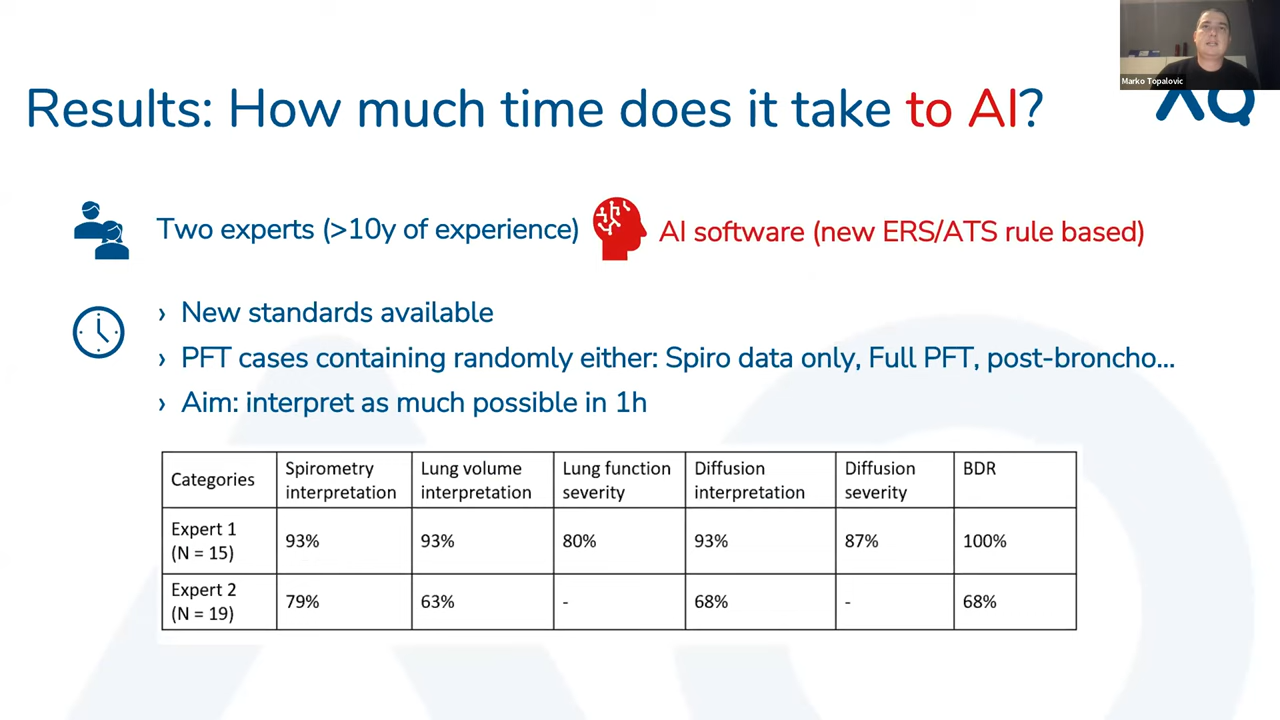 Marko Topalovic
Results: How much time does it take to AI?
Two experts (>10y of experience)
AI software (new ERS/ATS rule based)
› New standards available
› PFT cases containing randomly either: Spiro data only, Full PFT, post-broncho...
› Aim: interpret as much possible in 1h
Categories
Spirometry
interpretation
Lung volume
interpretation
Lung function
severity
Diffusion
interpretation
Diffusion
severity
BDR
Expert 1
(N = 15)
93%
93%
80%
93%
87%
100%
Expert 2
(N = 19)
79%
63%
-
68%
-
68%